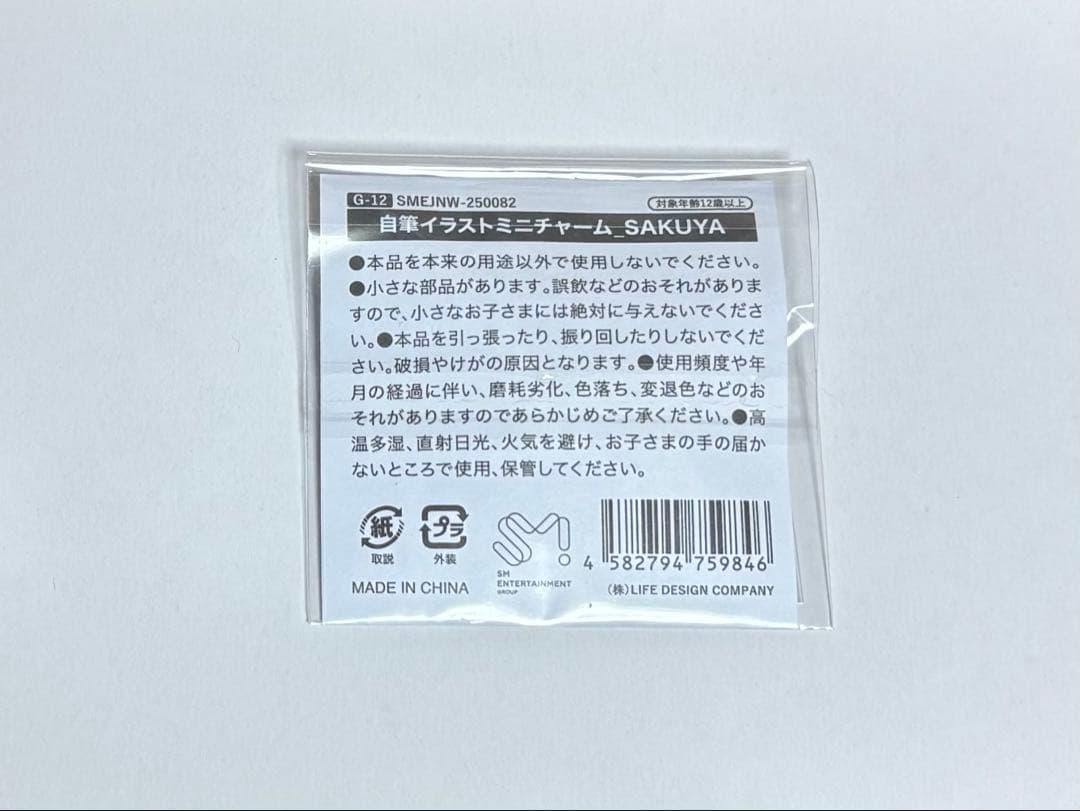 G-12 SMEJNW-250082 対象年齢12歳以上
自筆イラストミニチャーム_SAKUYA
●本品を本来の用途以外で使用しないでください。
●小さな部品があります。誤飲などのおそれがありま
すので、小さなお子さまには絶対に与えないでくださ
い。●本品を引っ張ったり、振り回したりしないでくだ
さい。破損やけがの原因となります。●使用頻度や年
月の経過に伴い、磨耗劣化、色落ち、変退色などのお
それがありますのであらかじめご了承ください。●高
温多湿、直射日光、火気を避け、お子さまの手の届か
ないところで使用、保管してください。
紙
取説
プラ
外装
SM
SM
ENTERTAINMENT
GROUP
4 582794 759846
MADE IN CHINA
(株)LIFE DESIGN COMPANY